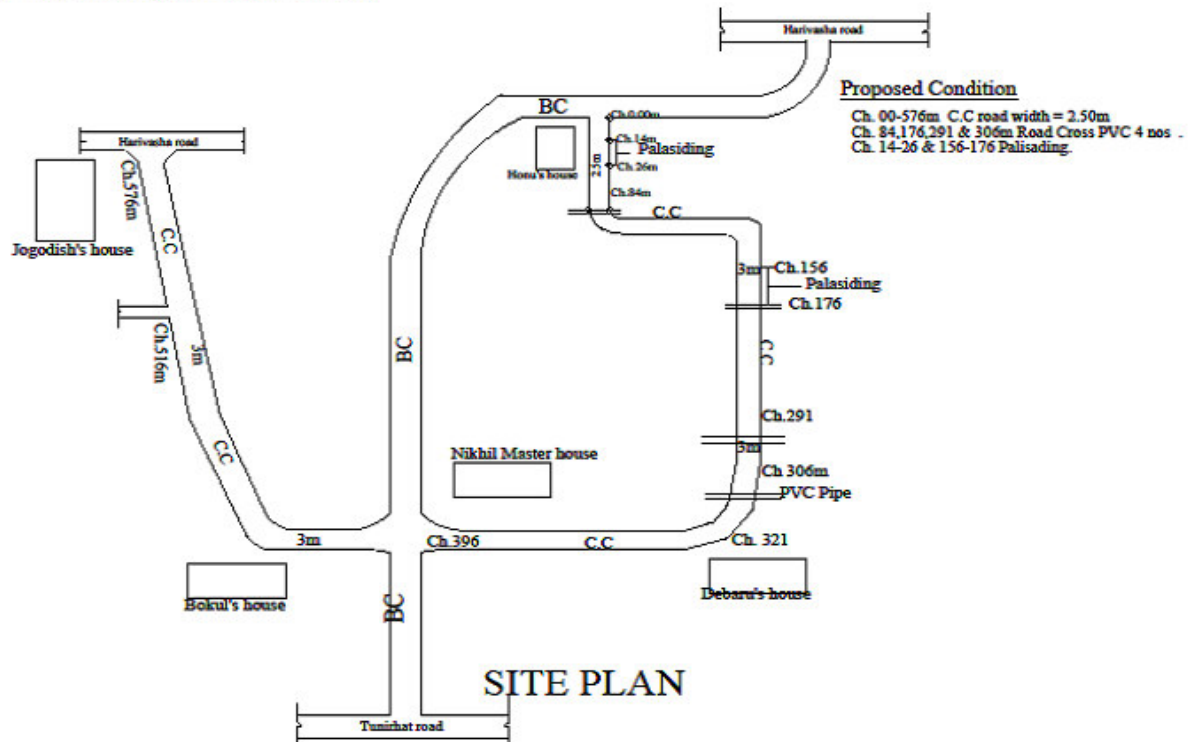 Harivasha road
Proposed Condition
Ch. 00-576m C.C road width = 2.50m
Ch. 84,176,291 & 306m Road Cross PVC 4 nos .
Ch. 14-26 & 156-176 Palisading.
BC
Ch.0.00m
Ch.14m
Palasiding
Ch.26m
2.5m
Honu's house
Ch.84m
C.C
Harivasha road
Ch.576m
Jogodish's house
C.C
3m
Ch.156
Palasiding
Ch.176
Ch.516m
3m
BC
C.C
Ch.291
3m
C.C
Nikhil Master house
Ch 306m
PVC Pipe
3m
Ch.396
C.C
Ch. 321
Bokul's house
Debaru's house
BC
SITE PLAN
Tunirhat road